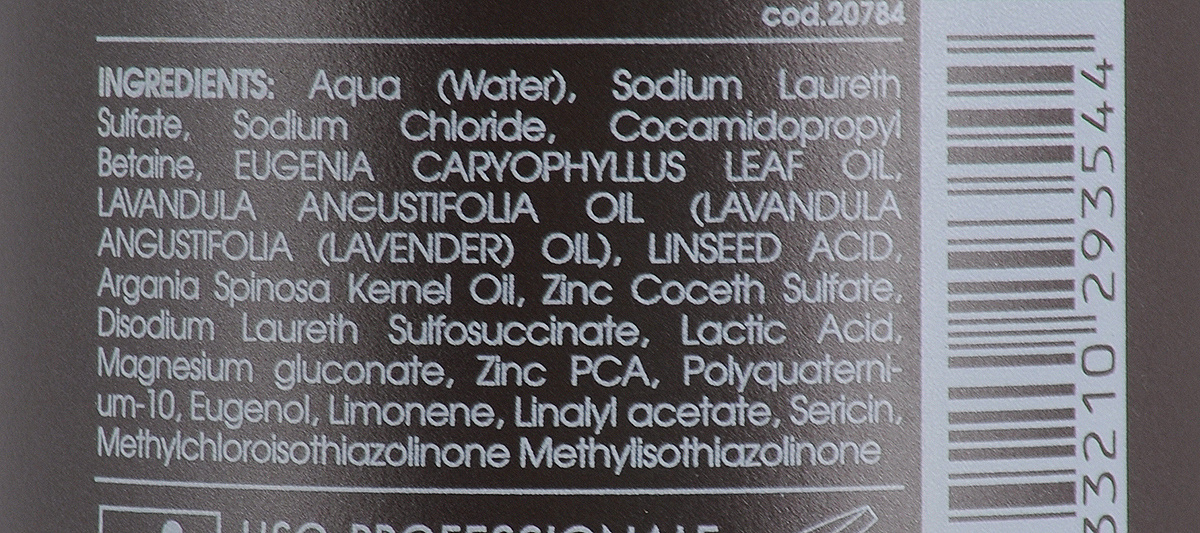 cod.20784
INGREDIENTS: Aqua (Water), Sodium Laureth
Sulfate, Sodium Chloride, Cocamidopropyl
Betaine, EUGENIA CARYOPHYLLUS LEAF OIL,
LAVANDULA ANGUSTIFOLIA OIL (LAVANDULA
ANGUSTIFOLIA (LAVENDER) OIL), LINSEED ACID,
Argania Spinosa Kernel Oil, Zinc Coceth Sulfate,
Disodium Laureth Sulfosuccinate, Lactic Acid,
Magnesium gluconate, Zinc PCA, Polyquaterni-
um-10, Eugenol, Limonene, Linalyl acetate, Sericin,
Methylchloroisothiazolinone Methylisothiazolinone
USO PROFESSIONALE
33210 293544